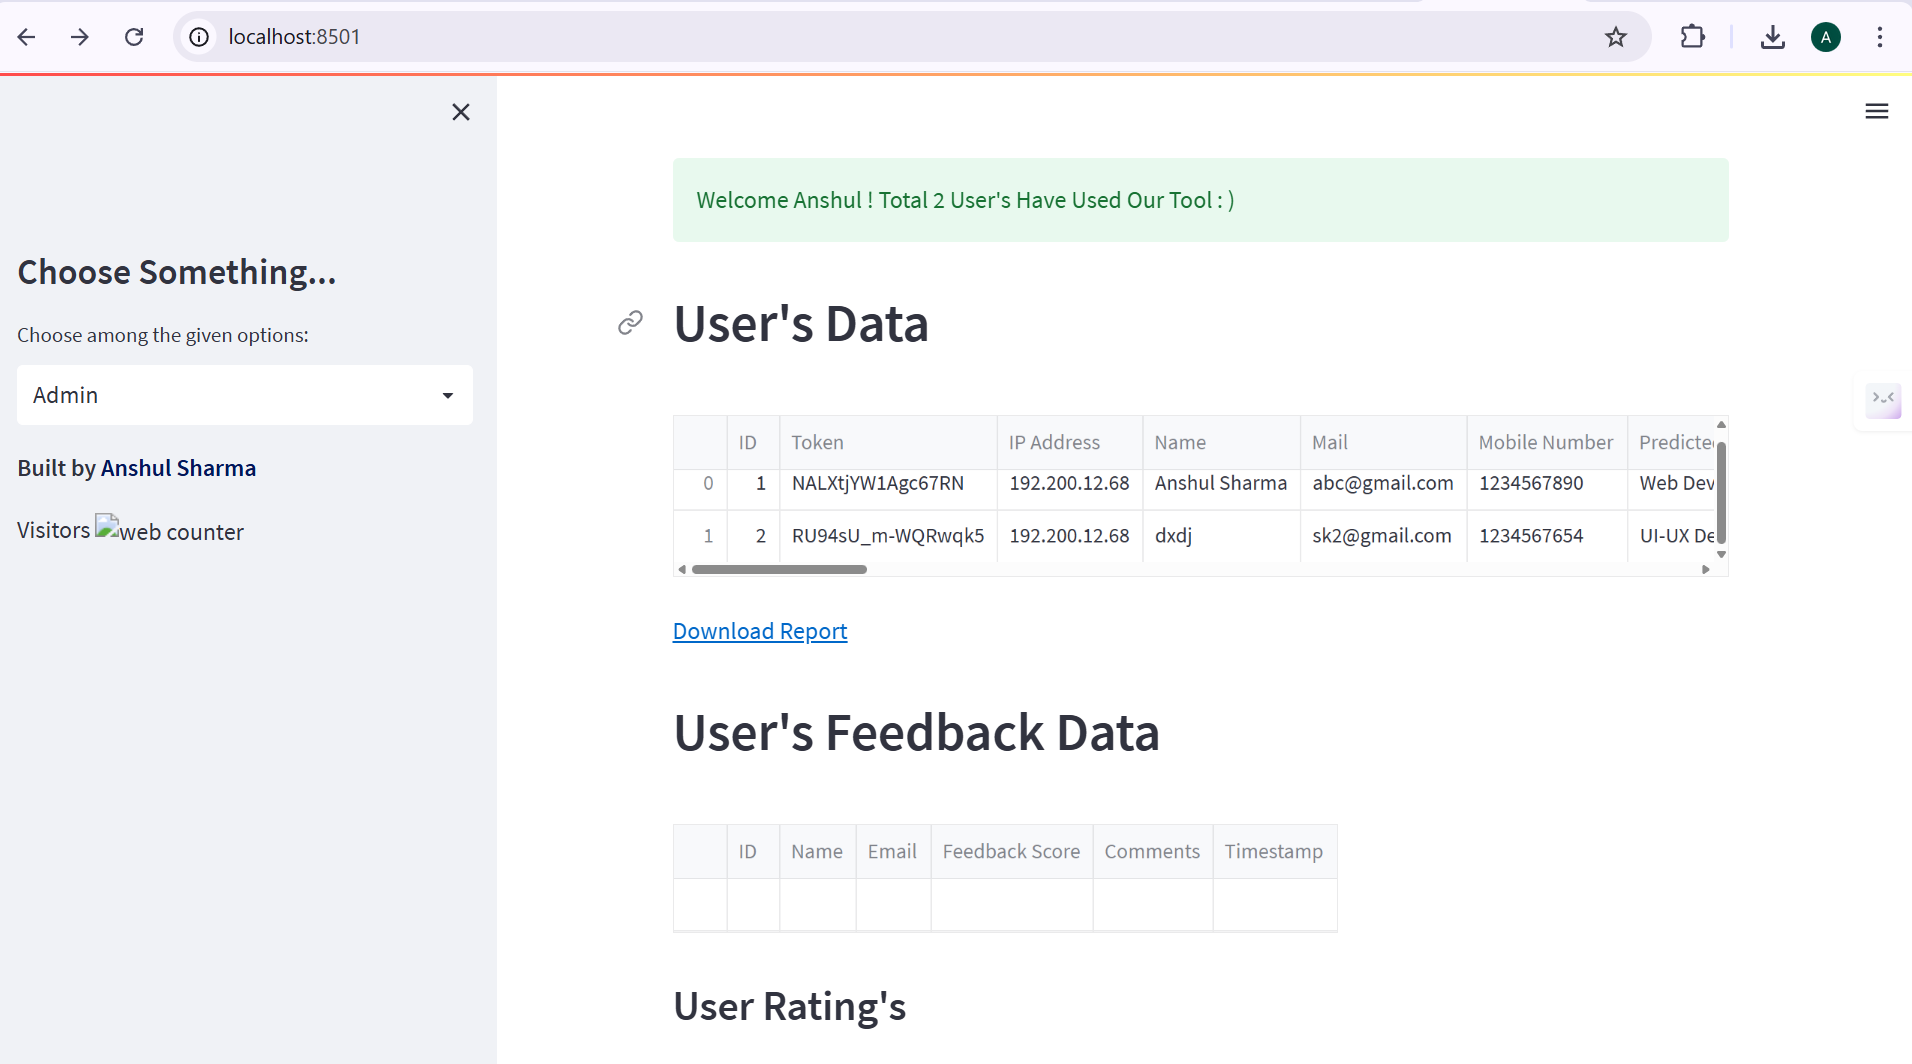 localhost:8501
A
Choose Something...
Choose among the given options:
Admin
Built by Anshul Sharma
Visitors web counter
Welcome Anshul ! Total 2 User's Have Used Our Tool : )
User's Data
ID Token IP Address Name Mail Mobile Number Predicte
0 1 NALXtjYW1Agc67RN 192.200.12.68 Anshul Sharma abc@gmail.com 1234567890 Web Dev
1 2 RU94sU_m-WQRwqk5 192.200.12.68 dxdj sk2@gmail.com 1234567654 UI-UX De
Download Report
User's Feedback Data
ID Name Email Feedback Score Comments Timestamp
User Rating's